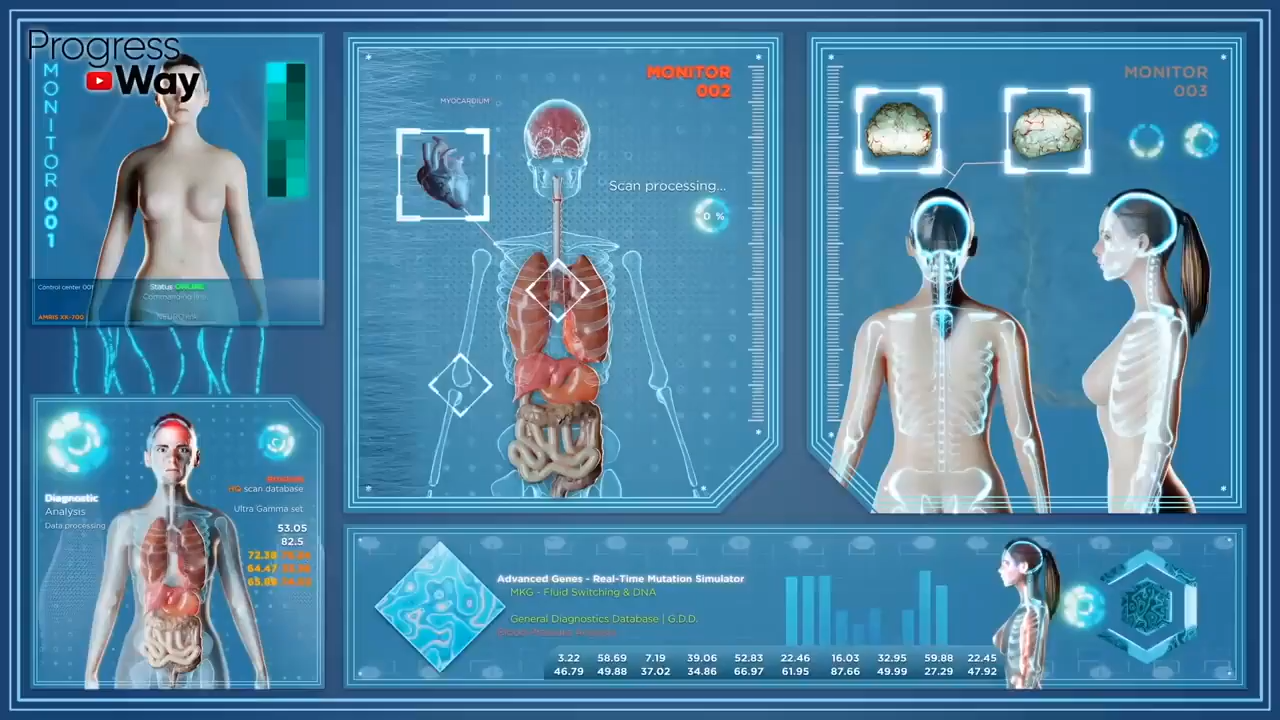 Progress
Way
MONITOR 001
Control center 001
Status ONLINE
AMRIS XR-700
MYOCARDIUM
MONITOR
002
Scan processing...
0 %
MONITOR
003
Diagnostic
Analysis
Data processing
HQ scan database
Ultra Gamma set
53.05
82.5
72.38
64.47
Advanced Genes - Real-Time Mutation Simulator
MKG - Fluid Switching & DNA
General Diagnostics Database | G.D.D.
3.22 58.69 7.19 39.06 52.83 22.46 16.03 32.95 59.88 22.45
46.79 49.88 37.02 34.86 66.97 61.95 87.66 49.99 27.29 47.92